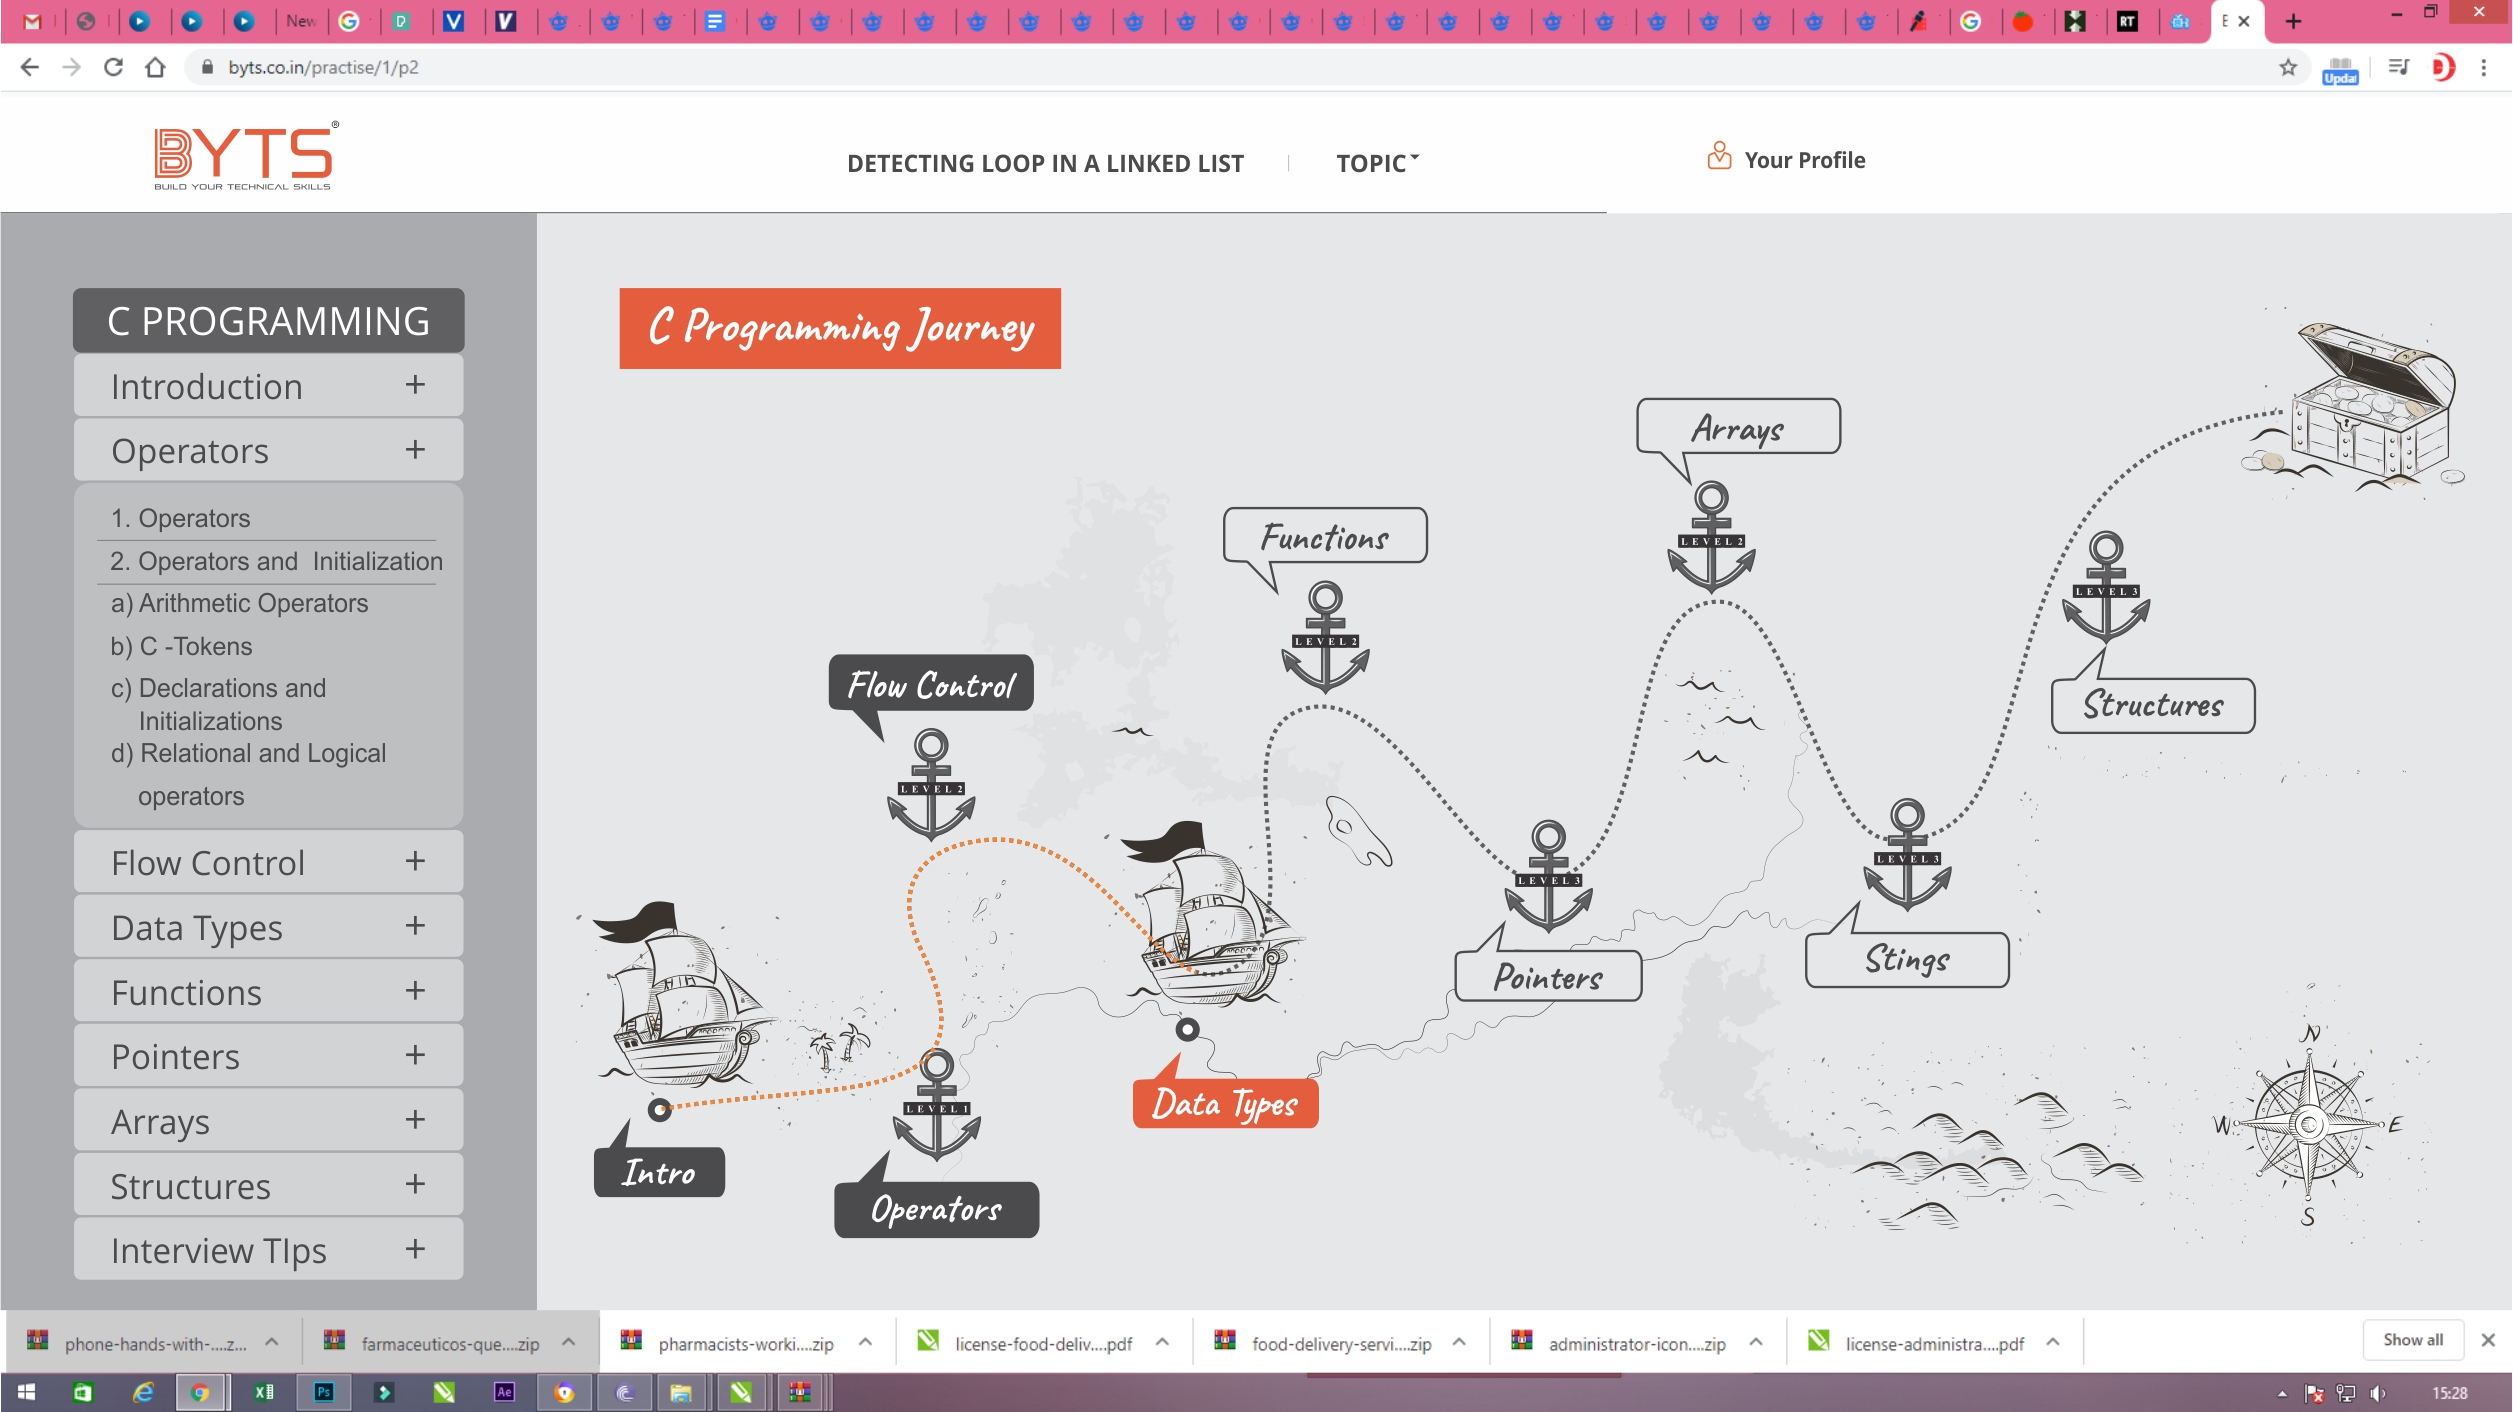 New
E
byts.co.in/practise/1/p2
Updat
BYTS®
BUILD YOUR TECHNICAL SKILLS
DETECTING LOOP IN A LINKED LIST
TOPIC
Your Profile
C PROGRAMMING
Introduction +
Operators +
1. Operators
2. Operators and Initialization
a) Arithmetic Operators
b) C -Tokens
c) Declarations and
Initializations
d) Relational and Logical
operators
Flow Control +
Data Types +
Functions +
Pointers +
Arrays +
Structures +
Interview TIps +
C Programming Journey
Arrays
LEVEL 2
Functions
LEVEL 2
LEVEL 3
Structures
Flow Control
LEVEL 2
LEVEL 3
Pointers
LEVEL 3
Stings
Intro
LEVEL 1
Operators
Data Types
N
W
E
S
phone-hands-with-....z...
farmaceuticos-que....zip
pharmacists-worki....zip
license-food-deliv....pdf
food-delivery-servi....zip
administrator-icon....zip
license-administra....pdf
Show all
Ps
Ae
15:28